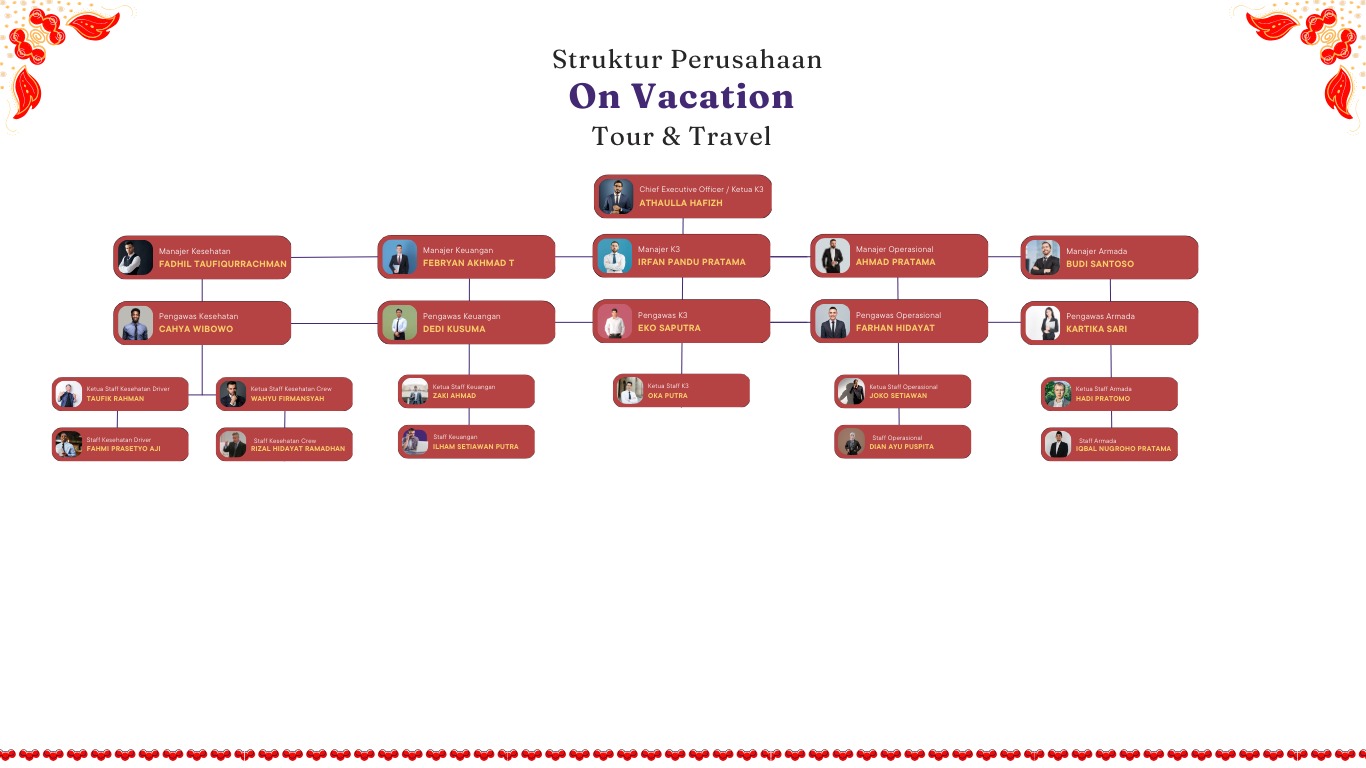 Struktur Perusahaan
On Vacation
Tour & Travel
Chief Executive Officer / Ketua K3
ATHAULLA HAFIZH
Manajer Kesehatan
FADHIL TAUFIQURRACHMAN
Manajer Keuangan
FEBRYAN AKHMAD T
Manajer K3
IRFAN PANDU PRATAMA
Manajer Operasional
AHMAD PRATAMA
Manajer Armada
BUDI SANTOSO
Pengawas Kesehatan
CAHYA WIBOWO
Pengawas Keuangan
DEDI KUSUMA
Pengawas K3
EKO SAPUTRA
Pengawas Operasional
FARHAN HIDAYAT
Pengawas Armada
KARTIKA SARI
Ketua Staff Kesehatan Driver
TAUFIK RAHMAN
Ketua Staff Kesehatan Crew
WAHYU FIRMANSYAH
Ketua Staff Keuangan
ZAKI AHMAD
Ketua Staff K3
OKA PUTRA
Ketua Staff Operasional
JOKO SETIAWAN
Ketua Staff Armada
HADI PRATOMO
Staff Kesehatan Driver
FAHMI PRASETYO AJI
Staff Kesehatan Crew
RIZAL HIDAYAT RAMADHAN
Staff Keuangan
ILHAM SETIAWAN PUTRA
Staff Operasional
DIAN AYU PUSPITA
Staff Armada
IQBAL NUGROHO PRATAMA